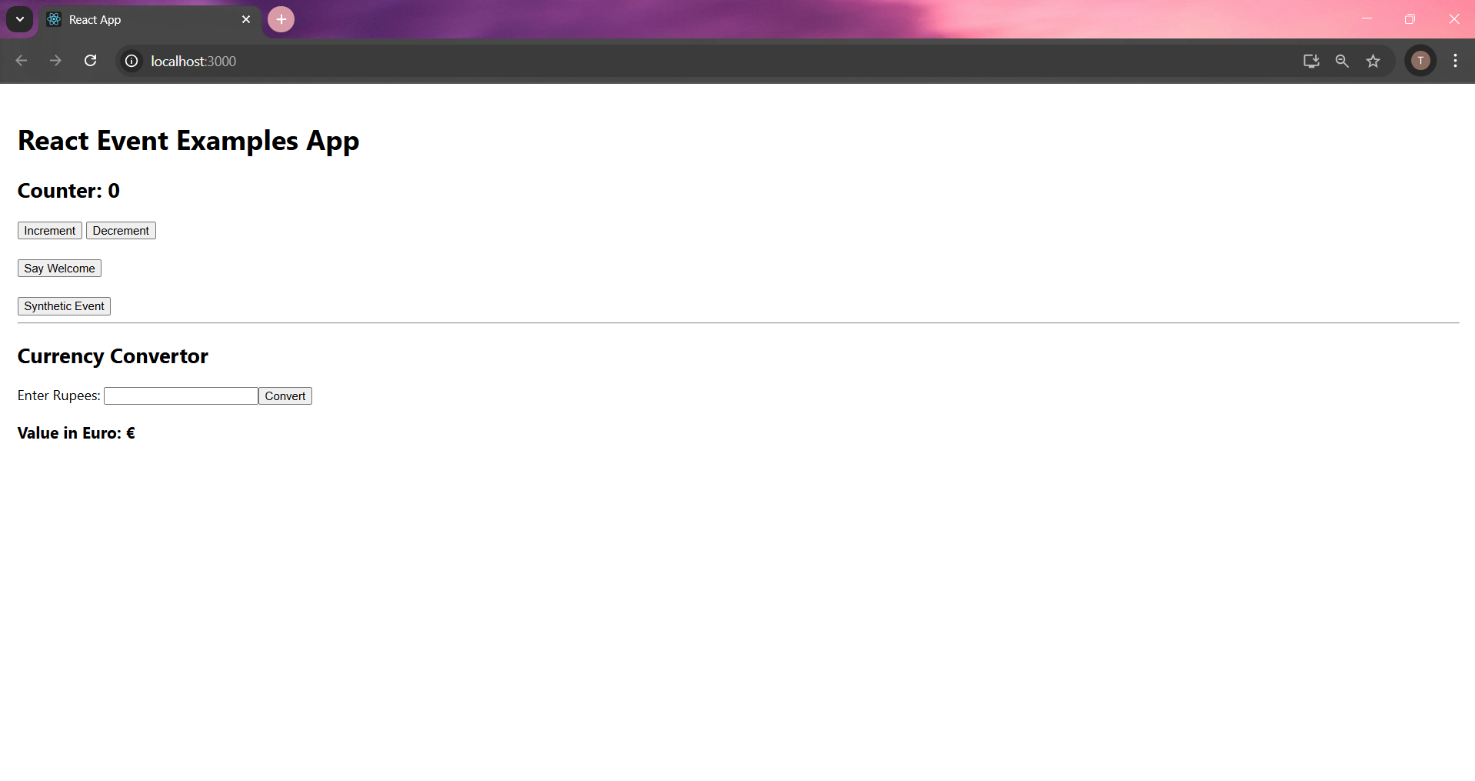 React App
localhost:3000
T
React Event Examples App
Counter: 0
Increment Decrement
Say Welcome
Synthetic Event
Currency Convertor
Enter Rupees: Convert
Value in Euro: €